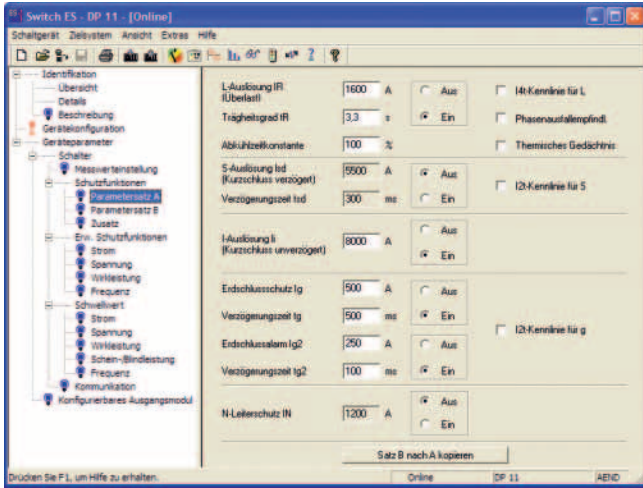 Switch ES - DP 11 - [Online]
Schaltgerät Zielsystem Ansicht Extras Hilfe
Identifikation
Übersicht
Details
Beschreibung
Gerätekonfiguration
Geräteparameter
Schalter
Messwerteinstellung
Schutzfunktionen
Parametersatz A
Parametersatz B
Zusatz
Erw. Schutzfunktionen
Strom
Spannung
Wirkleistung
Frequenz
Schwellwert
Strom
Spannung
Wirkleistung
Schein-/Blindleistung
Frequenz
Kommunikation
Konfigurierbares Ausgangsmodul
L-Auslösung IR 1600 A Aus I4t-Kennlinie für L
(Überlast)
Trägheitsgrad tR 3,3 s Ein Phasenausfallempfindl.
Abkühlzeitkonstante 100 % Thermisches Gedächtnis
S-Auslösung Isd 5500 A Aus
(Kurzschluss verzögert) I2t-Kennlinie für S
Verzögerungszeit tsd 300 ms Ein
I-Auslösung Ii 8000 A Aus
(Kurzschluss unverzögert) Ein
Erdschlussschutz Ig 500 A Aus
Verzögerungszeit tg 500 ms Ein
I2t-Kennlinie für g
Erdschlussalarm Ig2 250 A Aus
Verzögerungszeit tg2 100 ms Ein
N-Leiterschutz IN 1200 A Aus
Ein
Satz B nach A kopieren
Drücken Sie F1, um Hilfe zu erhalten. Online DP 11 AEND